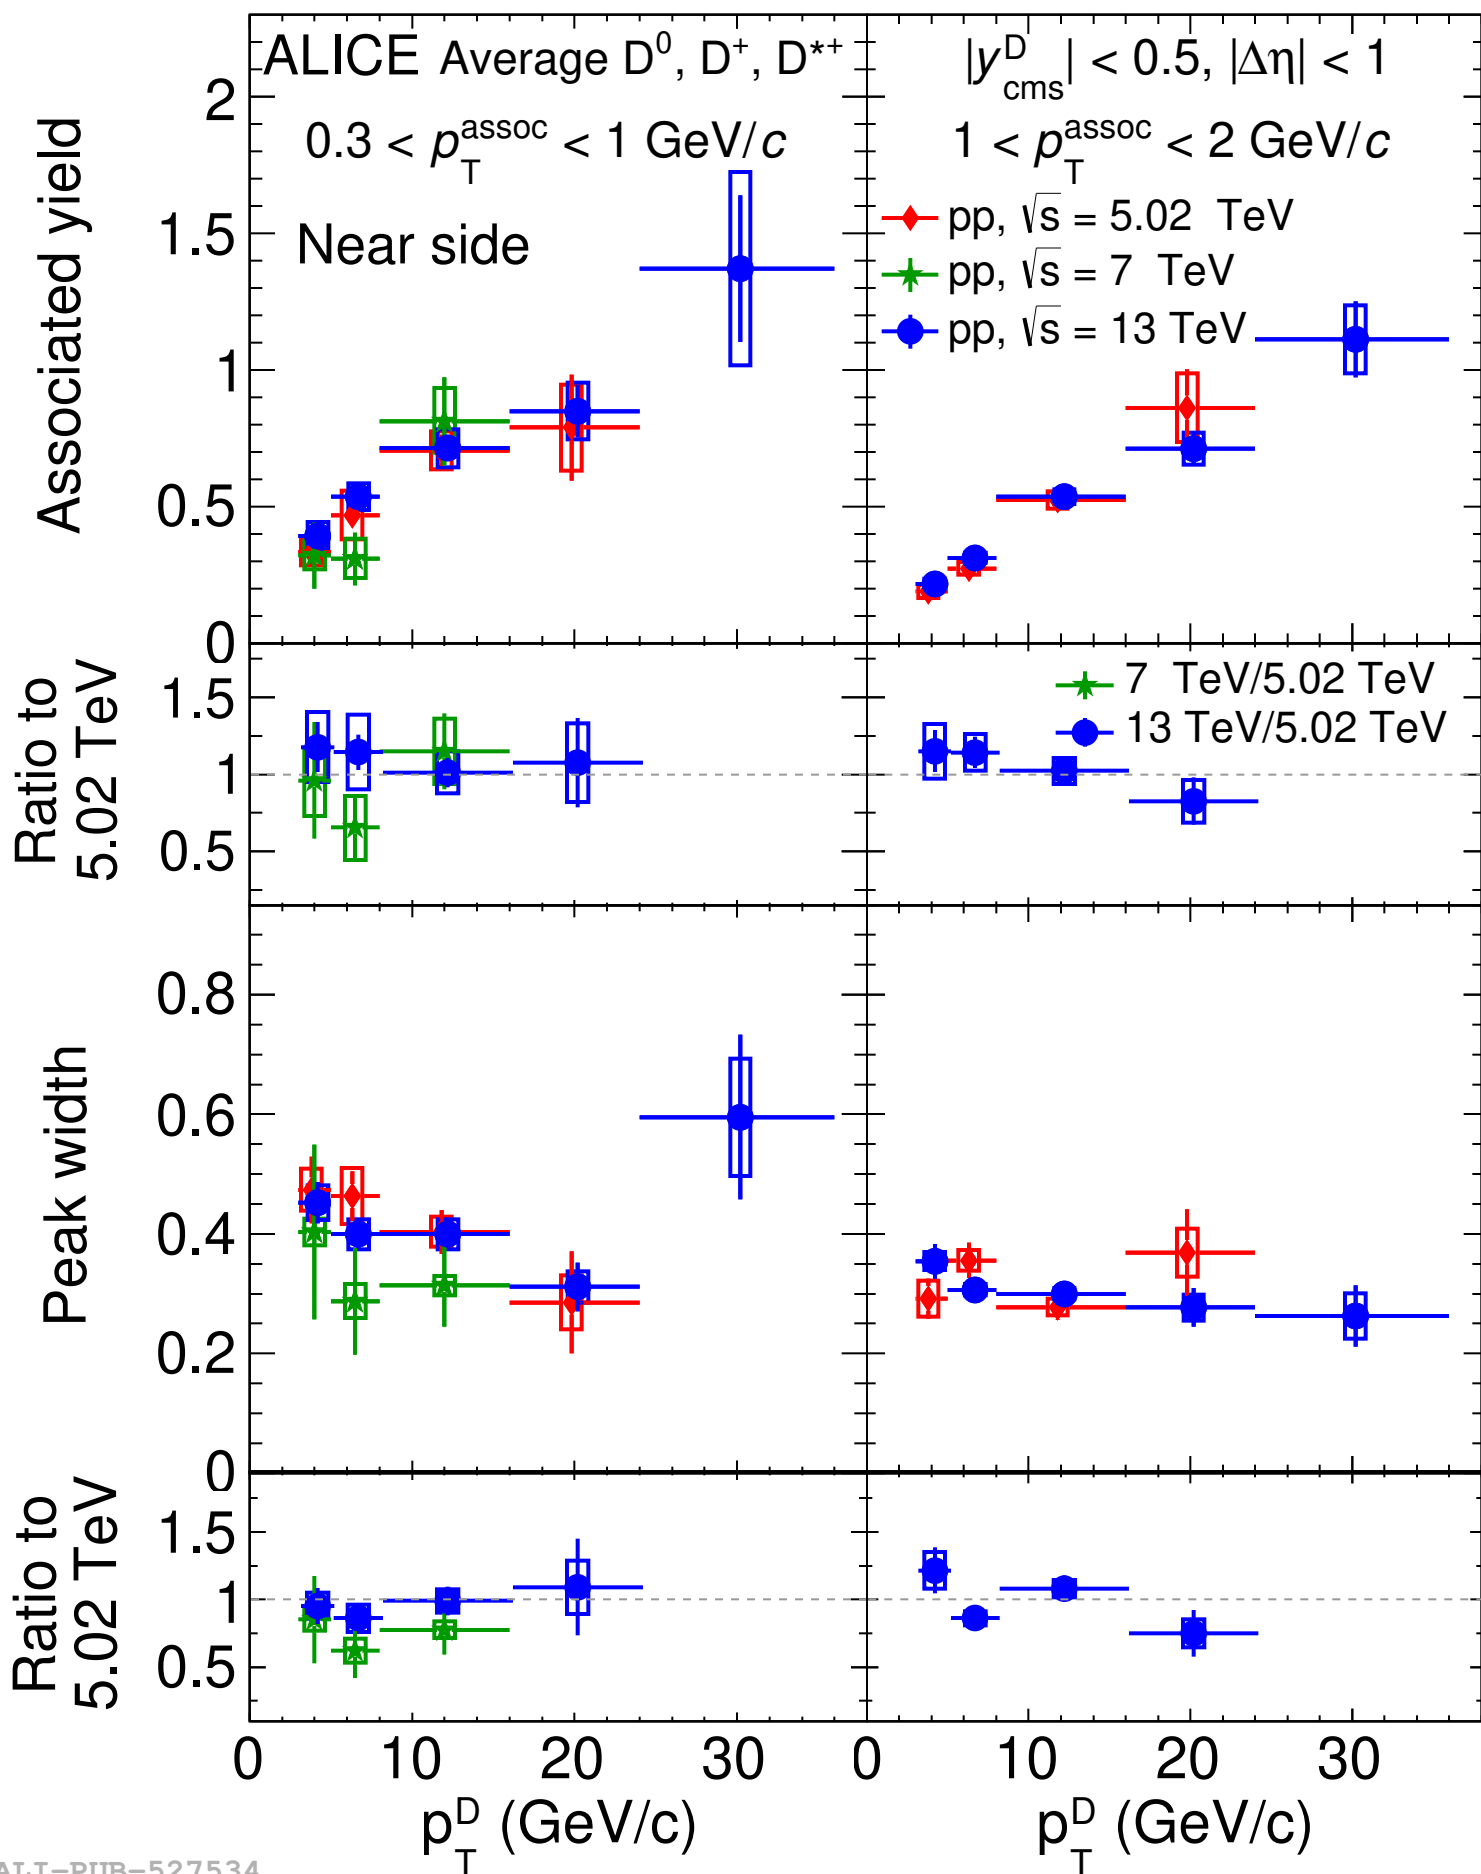 ALICE Average D⁰, D⁺, D*⁺
0.3 < p_T^assoc < 1 GeV/c
Near side
|y_cms^D| < 0.5, |Δη| < 1
1 < p_T^assoc < 2 GeV/c
pp, √s = 5.02 TeV
pp, √s = 7 TeV
pp, √s = 13 TeV
Associated yield
2
1.5
1
0.5
0
7 TeV/5.02 TeV
13 TeV/5.02 TeV
Ratio to
5.02 TeV
1.5
1
0.5
Peak width
0.8
0.6
0.4
0.2
0
Ratio to
5.02 TeV
1.5
1
0.5
0 10 20 30 0 10 20 30
p_T^D (GeV/c) p_T^D (GeV/c)
ALI-PUB-527534